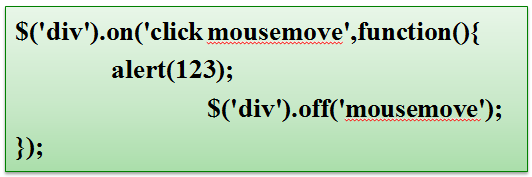 $('div').on('click mousemove',function(){
alert(123);
$('div').off('mousemove');
});